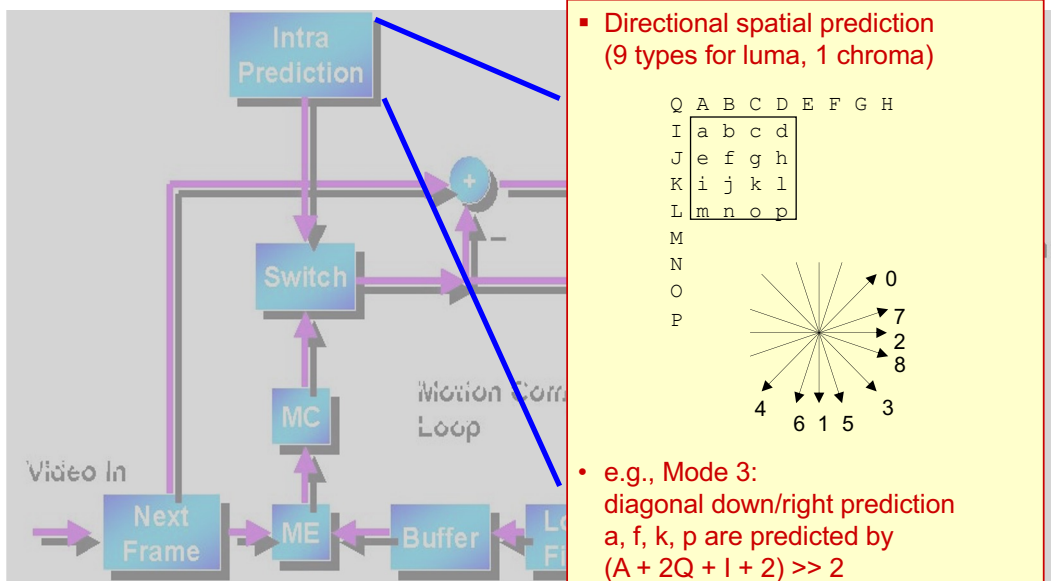 Intra
Prediction
+
–
Switch
MC
Motion Com
Loop
Video In
Next
Frame
ME
Buffer
Lo
Fi
▪ Directional spatial prediction
(9 types for luma, 1 chroma)
Q A B C D E F G H
I a b c d
J e f g h
K i j k l
L m n o p
M
N
O
P
0
7
2
8
3
4
6 1 5
• e.g., Mode 3:
diagonal down/right prediction
a, f, k, p are predicted by
(A + 2Q + I + 2) >> 2